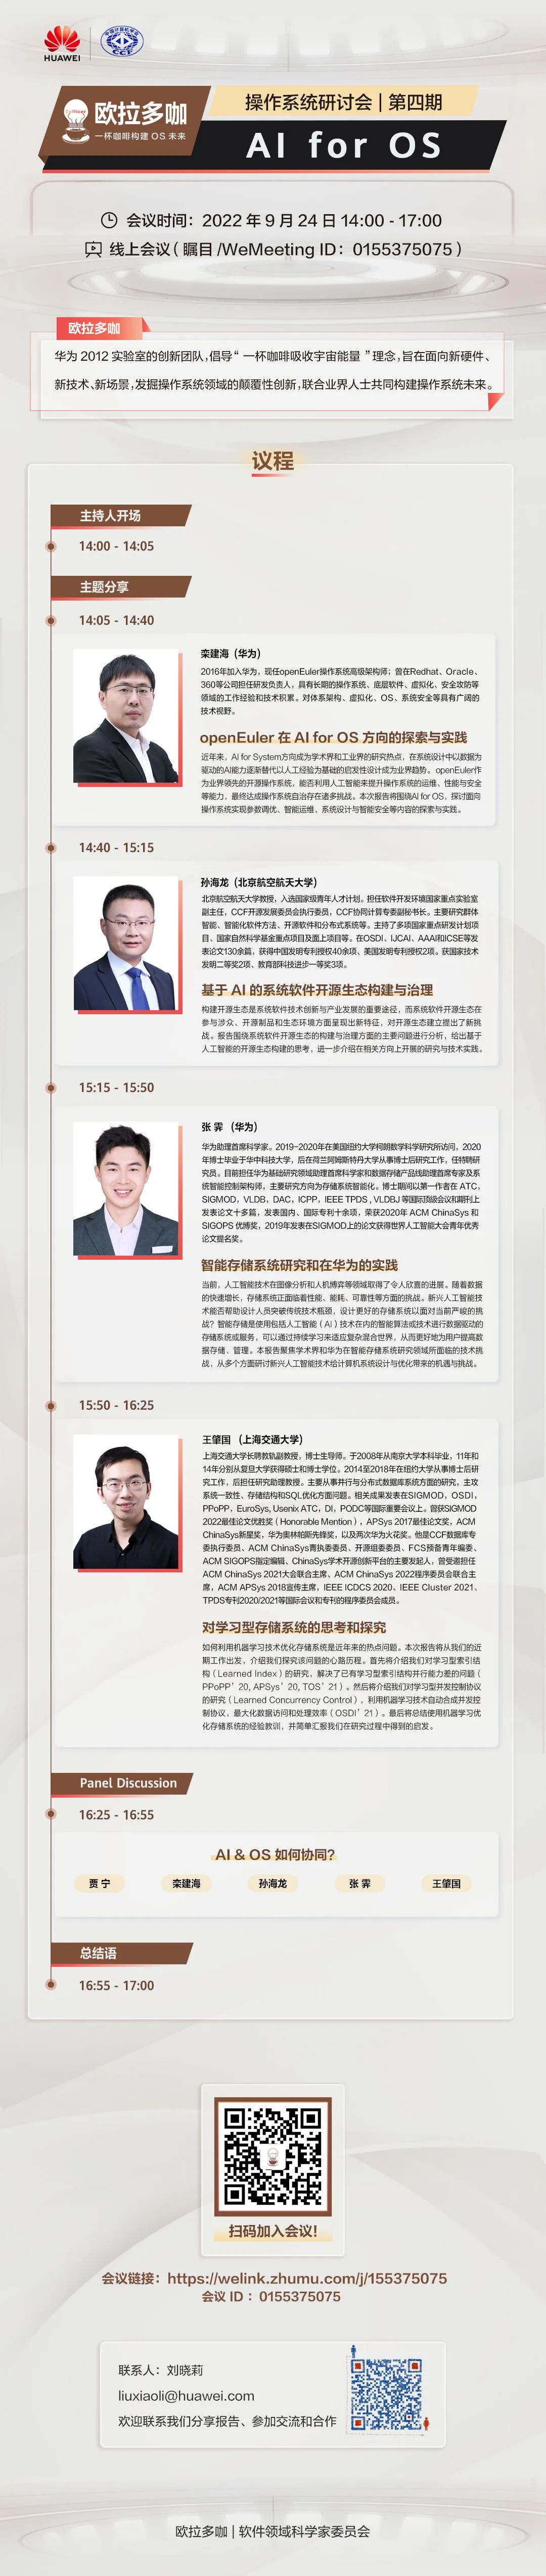 HUAWEI
中国计算机学会
CCF
欧拉多咖
一杯咖啡构建 OS 未来
操作系统研讨会 | 第四期
AI for OS
会议时间：2022 年 9 月 24 日 14:00 - 17:00
线上会议（ 瞩目 /WeMeeting ID： 0155375075 ）
欧拉多咖
华为 2012 实验室的创新团队,倡导“ 一杯咖啡吸收宇宙能量 ”理念,旨在面向新硬件、
新技术、新场景,发掘操作系统领域的颠覆性创新,联合业界人士共同构建操作系统未来。
议程
主持人开场
14:00 - 14:05
主题分享
14:05 - 14:40
栾建海（华为）
2016年加入华为，现任openEuler操作系统高级架构师；曾在Redhat、Oracle、
360等公司担任研发负责人，具有长期的操作系统、底层软件、虚拟化、安全攻防等
领域的工作经验和技术积累。对体系架构、虚拟化、OS、系统安全等具有广阔的
技术视野。
openEuler 在 AI for OS 方向的探索与实践
近年来，AI for System方向成为学术界和工业界的研究热点，在系统设计中以数据为
驱动的AI能力逐渐替代以人工经验为基础的启发性设计成为业界趋势。openEuler作
为业界领先的开源操作系统，能否利用人工智能来提升操作系统的运维、性能与安全
等能力，最终达成操作系统自治存在诸多挑战。本次报告将围绕AI for OS，探讨面向
操作系统实现参数调优、智能运维、系统设计与智能安全等内容的探索与实践。
14:40 - 15:15
孙海龙（北京航空航天大学）
北京航空航天大学教授，入选国家级青年人才计划。担任软件开发环境国家重点实验室
副主任，CCF开源发展委员会执行委员，CCF协同计算专委副秘书长。主要研究群体
智能、智能化软件方法、开源软件和分布式系统等。主持了多项国家重点研发计划项
目、国家自然科学基金重点项目及面上项目等。在OSDI、IJCAI、AAAI和ICSE等发
表论文130余篇，获得中国发明专利授权40余项、美国发明专利授权2项。获国家技术
发明二等奖2项、教育部科技进步一等奖3项。
基于 AI 的系统软件开源生态构建与治理
构建开源生态是系统软件技术创新与产业发展的重要途径，而系统软件开源生态在
参与涉众、开源制品和生态环境方面呈现出新特征，对开源生态建立提出了新挑
战。报告围绕系统软件开源生态的构建与治理方面的主要问题进行分析，给出基于
人工智能的开源生态构建的思考，进一步介绍在相关方向上开展的研究与技术实践。
15:15 - 15:50
张 霁 （华为）
华为助理首席科学家。2019-2020年在美国纽约大学柯朗数学科学研究所访问，2020
年博士毕业于华中科技大学，后在荷兰阿姆斯特丹大学从事博士后研究工作，任特聘研
究员。目前担任华为基础研究领域助理首席科学家和数据存储产品线助理首席专家及系
统智能控制架构师，主要研究方向为存储系统智能化。博士期间以第一作者在 ATC，
SIGMOD，VLDB，DAC，ICPP，IEEE TPDS , VLDBJ 等国际顶级会议和期刊上
发表论文十多篇，发表国内、国际专利十余项，荣获2020年 ACM ChinaSys 和
SIGOPS 优博奖，2019年发表在SIGMOD上的论文获得世界人工智能大会青年优秀
论文提名奖。
智能存储系统研究和在华为的实践
当前，人工智能技术在图像分析和人机博弈等领域取得了令人欣喜的进展。随着数据
的快速增长，存储系统正面临着性能、能耗、可靠性等方面的挑战。新兴人工智能技
术能否帮助设计人员突破传统技术瓶颈，设计更好的存储系统以面对当前严峻的挑
战？智能存储是使用包括人工智能（AI）技术在内的智能算法或技术进行数据驱动的
存储系统或服务，可以通过持续学习来适应复杂混合世界，从而更好地为用户提高数
据存储、管理。本报告聚焦学术界和华为在智能存储系统研究领域所面临的技术挑
战，从多个方面研讨新兴人工智能技术给计算机系统设计与优化带来的机遇与挑战。
15:50 - 16:25
王肇国 （上海交通大学）
上海交通大学长聘教轨副教授，博士生导师。于2008年从南京大学本科毕业，11年和
14年分别从复旦大学获得硕士和博士学位。2014至2018年在纽约大学从事博士后研
究工作，后担任研究助理教授。主要从事并行与分布式数据库系统方面的研究，主攻
系统一致性、存储结构和SQL优化方面问题。相关成果发表在SIGMOD，OSDI，
PPoPP，EuroSys, Usenix ATC，DI，PODC等国际重要会议上。曾获SIGMOD
2022最佳论文优胜奖（Honorable Mention），APSys 2017最佳论文奖，ACM
ChinaSys新星奖，华为奥林帕斯先锋奖，以及两次华为火花奖。他是CCF数据库专
委执行委员、ACM ChinaSys青执委委员、开源组委委员、FCS预备青年编委、
ACM SIGOPS指定编辑、ChinaSys学术开源创新平台的主要发起人，曾受邀担任
ACM ChinaSys 2021大会联合主席、ACM ChinaSys 2022程序委员会联合主
席，ACM APSys 2018宣传主席，IEEE ICDCS 2020、IEEE Cluster 2021、
TPDS专刊2020/2021等国际会议和专刊的程序委员会成员。
对学习型存储系统的思考和探究
如何利用机器学习技术优化存储系统是近年来的热点问题。本次报告将从我们的近
期工作出发，介绍我们探究该问题的心路历程。首先将介绍我们对学习型索引结
构（Learned Index）的研究，解决了已有学习型索引结构并行能力差的问题（
PPoPP’20, APSys’20, TOS’21）。然后将介绍我们对学习型并发控制协议
的研究（Learned Concurrency Control），利用机器学习技术自动合成并发控
制协议，最大化数据访问和处理效率（OSDI’21）。最后将总结使用机器学习优
化存储系统的经验教训，并简单汇报我们在研究过程中得到的启发。
Panel Discussion
16:25 - 16:55
AI & OS 如何协同？
贾 宁 栾建海 孙海龙 张 霁 王肇国
总结语
16:55 - 17:00
扫码加入会议！
会议链接：https://welink.zhumu.com/j/155375075
会议 ID ：0155375075
联系人：刘晓莉
liuxiaoli@huawei.com
欢迎联系我们分享报告、参加交流和合作
欧拉多咖 | 软件领域科学家委员会